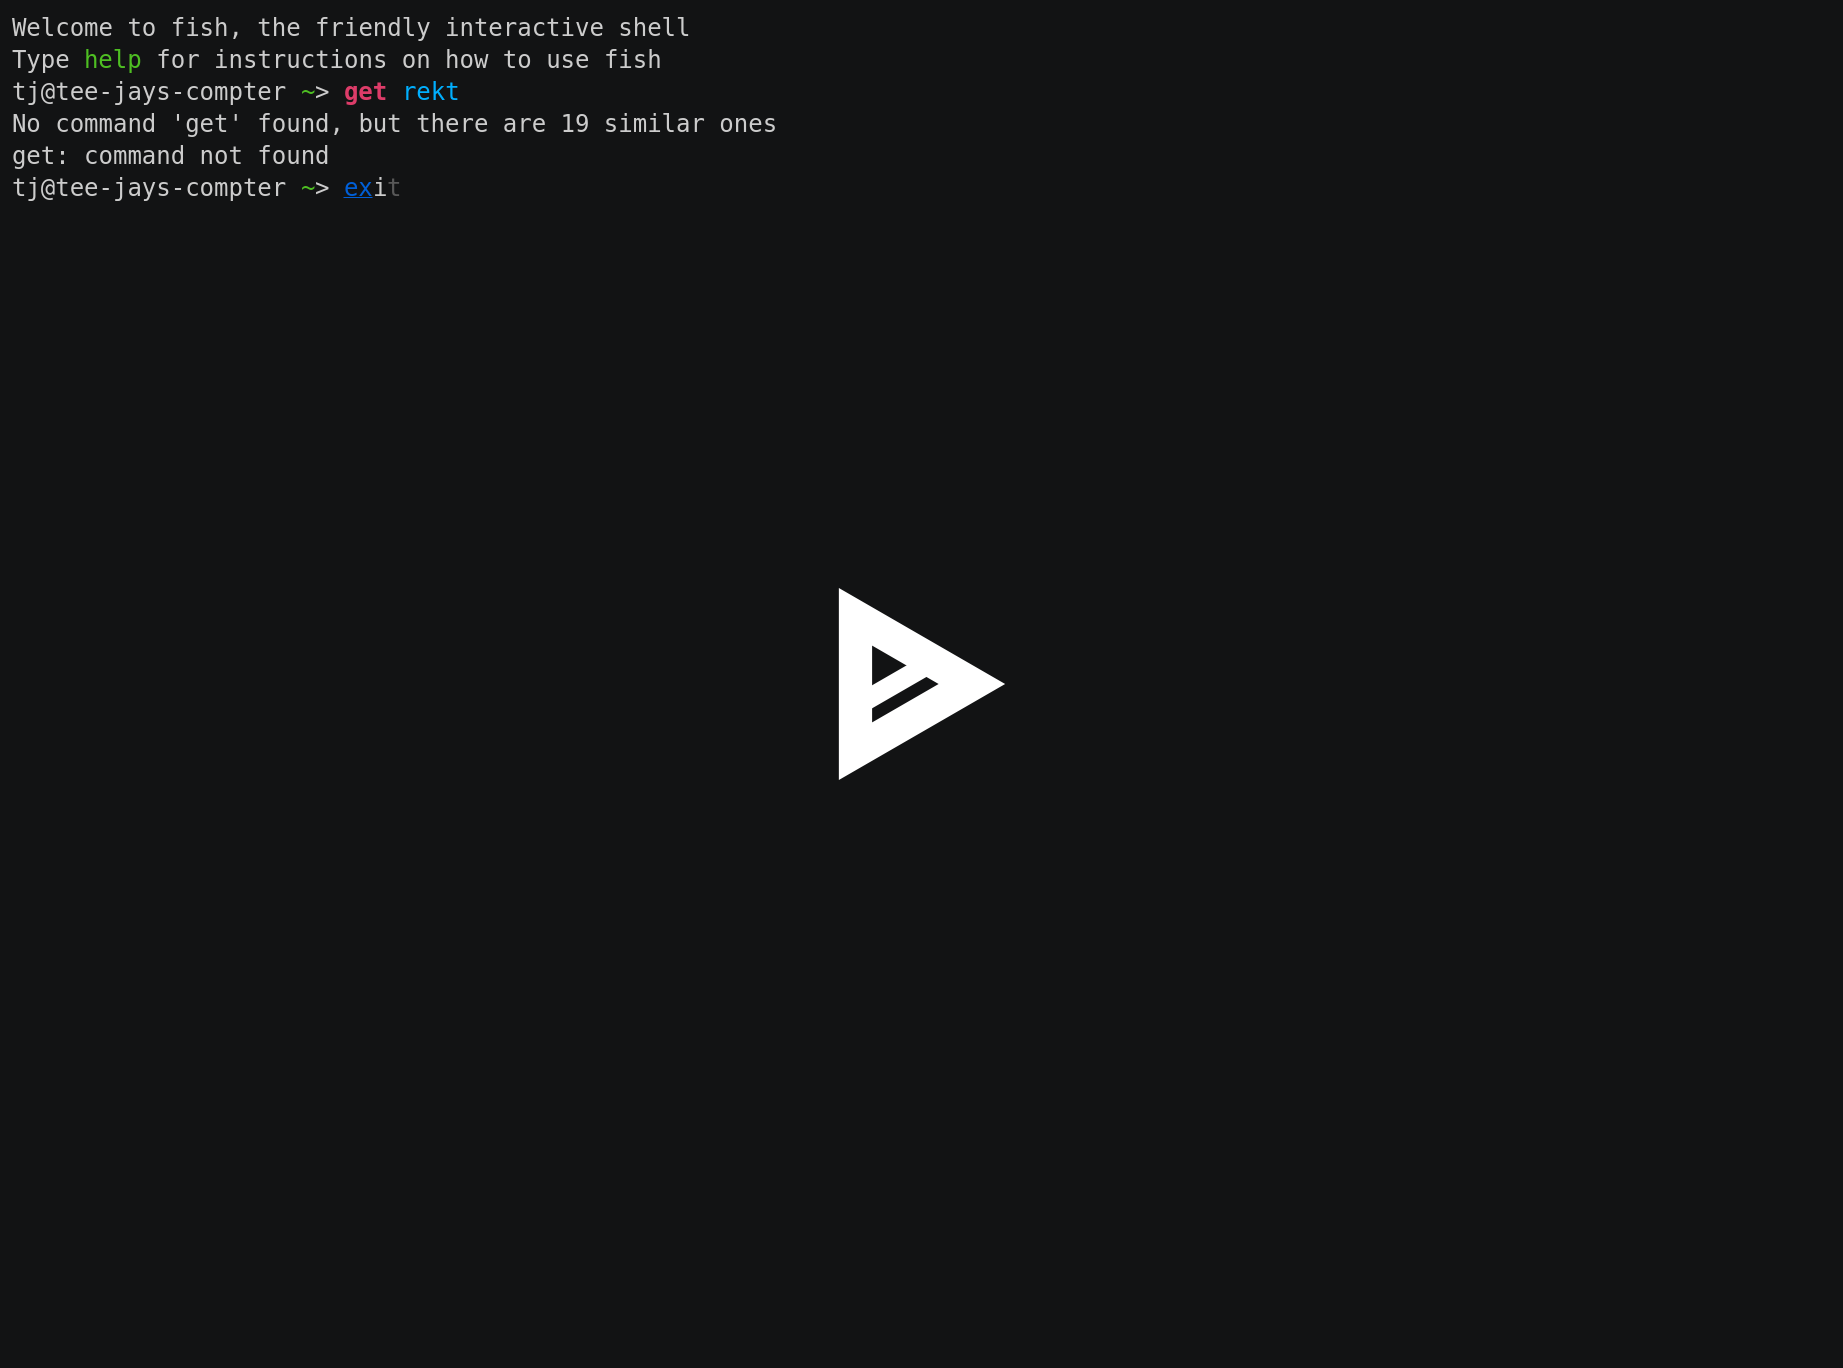 Welcome to fish, the friendly interactive shell
Type help for instructions on how to use fish
tj@tee-jays-compter ~> get rekt
No command 'get' found, but there are 19 similar ones
get: command not found
tj@tee-jays-compter ~> exit